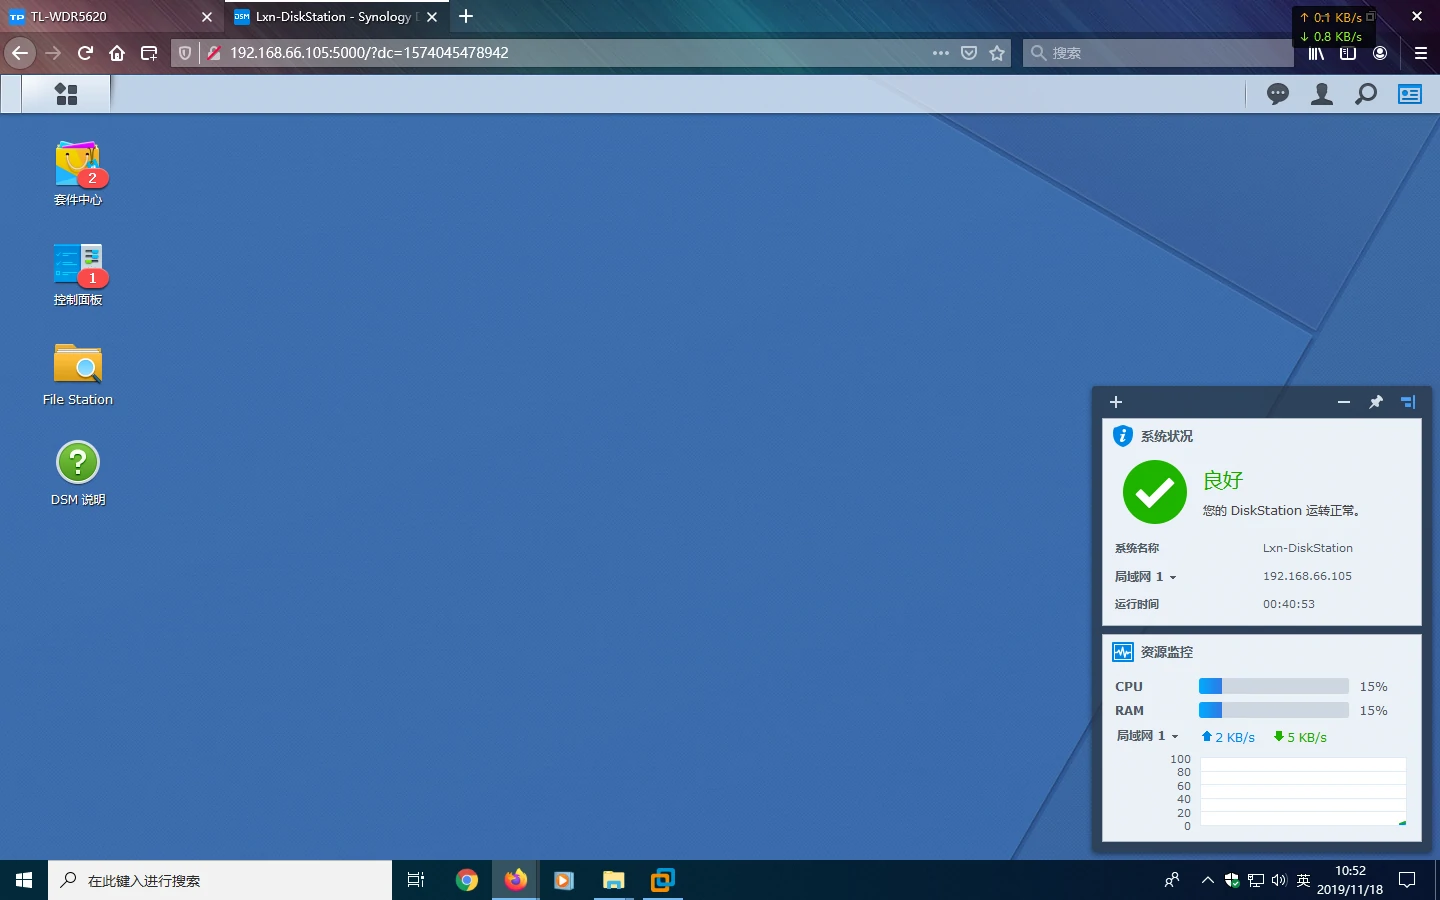 TP TL-WDR5620
DSM Lxn-DiskStation - Synology D
↑ 0.1 KB/s
↓ 0.8 KB/s
192.168.66.105:5000/?dc=1574045478942
搜索
2
套件中心
1
控制面板
File Station
DSM 说明
系统状况
良好
您的 DiskStation 运转正常。
系统名称 Lxn-DiskStation
局域网 1 192.168.66.105
运行时间 00:40:53
资源监控
CPU 15%
RAM 15%
局域网 1 2 KB/s 5 KB/s
100
80
60
40
20
0
在此键入进行搜索
英
10:52
2019/11/18